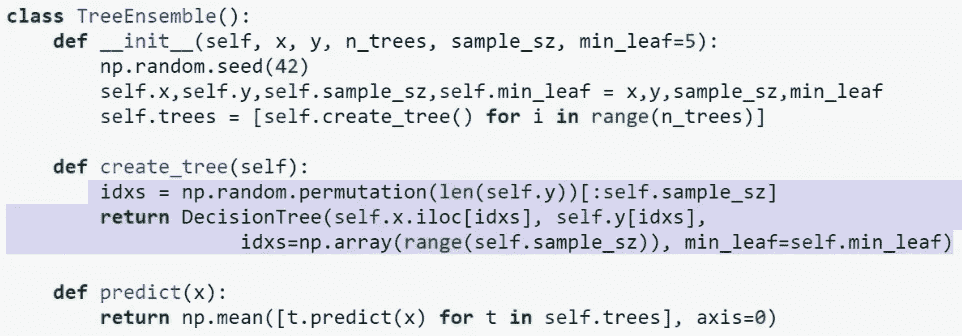 class TreeEnsemble():
    def __init__(self, x, y, n_trees, sample_sz, min_leaf=5):
        np.random.seed(42)
        self.x,self.y,self.sample_sz,self.min_leaf = x,y,sample_sz,min_leaf
        self.trees = [self.create_tree() for i in range(n_trees)]
    def create_tree(self):
        idxs = np.random.permutation(len(self.y))[:self.sample_sz]
        return DecisionTree(self.x.iloc[idxs], self.y[idxs],
                    idxs=np.array(range(self.sample_sz)), min_leaf=self.min_leaf)
    def predict(x):
        return np.mean([t.predict(x) for t in self.trees], axis=0)